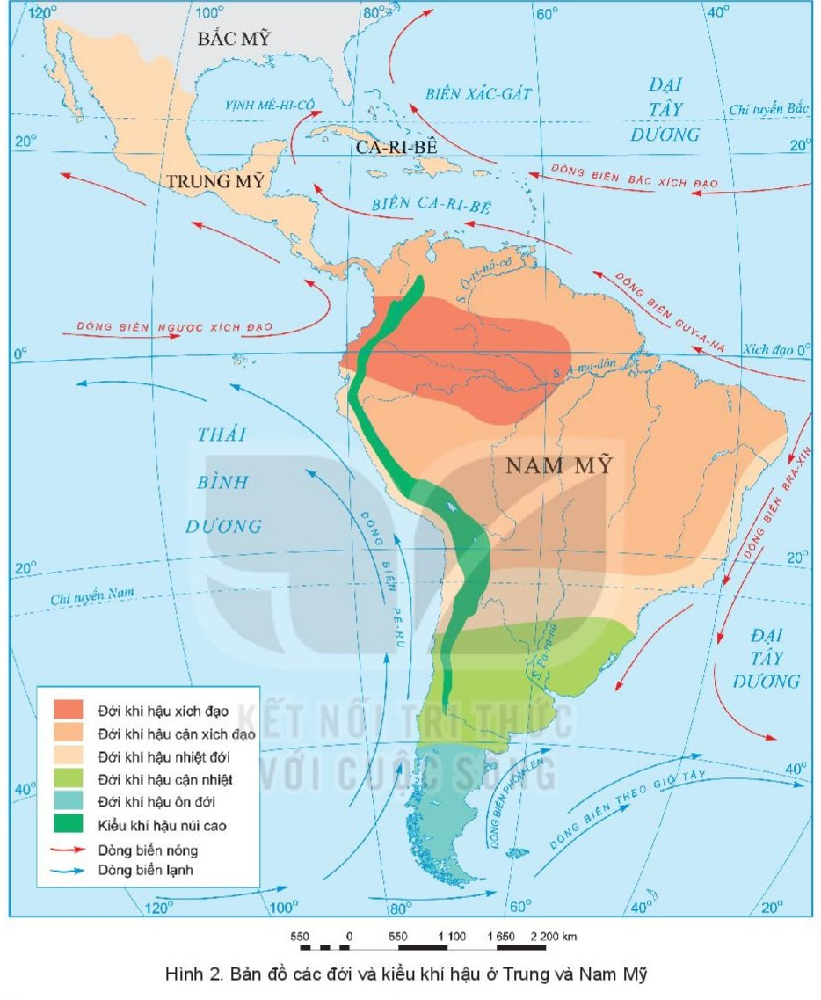 120° 100° 80° 60° 40°
BẮC MỸ
VỊNH MÊ-HI-CÔ
BIỂN XÁC-GÁT
ĐẠI
TÂY
DƯƠNG
Chí tuyến Bắc
20° 20°
CA-RI-BÊ
TRUNG MỸ
DÒNG BIỂN BẮC XÍCH ĐẠO
BIỂN CA-RI-BÊ
S. Ô-ri-nô-cô
DÒNG BIỂN GUY-A-NA
DÒNG BIỂN NGƯỢC XÍCH ĐẠO
0° Xích đạo 0°
S. A-ma-dôn
THÁI
BÌNH
DƯƠNG
NAM MỸ
DÒNG BIỂN BRA-XIN
DÒNG BIỂN PÊ-RU
20° 20°
Chí tuyến Nam
S. Pa-ra-na
ĐẠI
TÂY
DƯƠNG
KẾT NỐI TRI THỨC
VỚI CUỘC SỐNG
Đới khí hậu xích đạo
Đới khí hậu cận xích đạo
Đới khí hậu nhiệt đới
Đới khí hậu cận nhiệt
Đới khí hậu ôn đới
Kiểu khí hậu núi cao
Dòng biển nóng
Dòng biển lạnh
40° 40°
DÒNG BIỂN PHÔN-LEN
DÒNG BIỂN THEO GIÓ TÂY
120° 100° 80° 60° 40° 20°
550 0 550 1 100 1 650 2 200 km
Hình 2. Bản đồ các đới và kiểu khí hậu ở Trung và Nam Mỹ